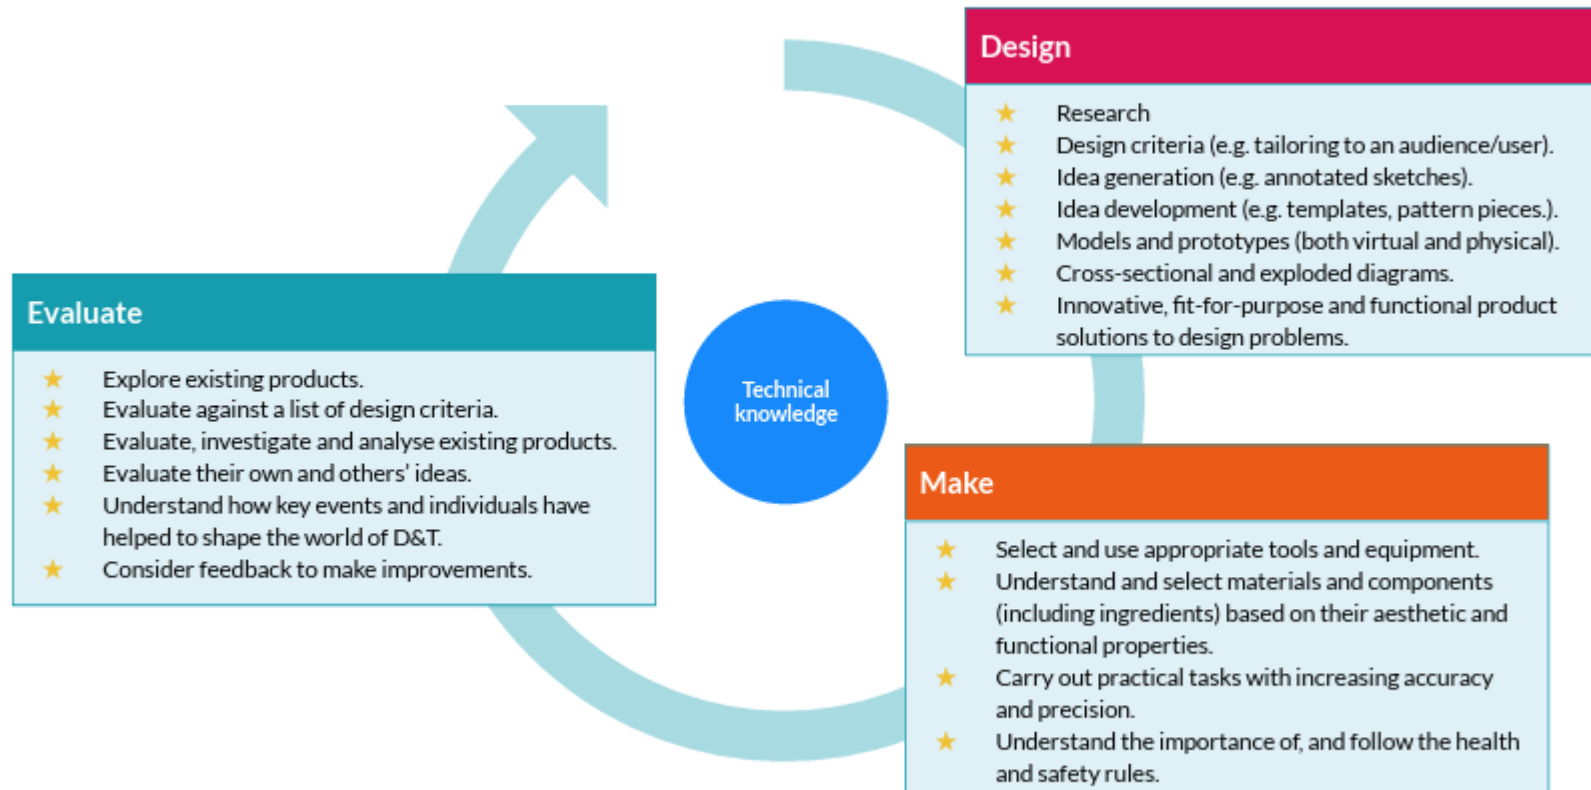 Design
Research
Design criteria (e.g. tailoring to an audience/user).
Idea generation (e.g. annotated sketches).
Idea development (e.g. templates, pattern pieces.).
Models and prototypes (both virtual and physical).
Cross-sectional and exploded diagrams.
Innovative, fit-for-purpose and functional product
solutions to design problems.
Make
Select and use appropriate tools and equipment.
Understand and select materials and components
(including ingredients) based on their aesthetic and
functional properties.
Carry out practical tasks with increasing accuracy
and precision.
Understand the importance of, and follow the health
and safety rules.
Evaluate
Explore existing products.
Evaluate against a list of design criteria.
Evaluate, investigate and analyse existing products.
Evaluate their own and others' ideas.
Understand how key events and individuals have
helped to shape the world of D&T.
Consider feedback to make improvements.
Technical
knowledge